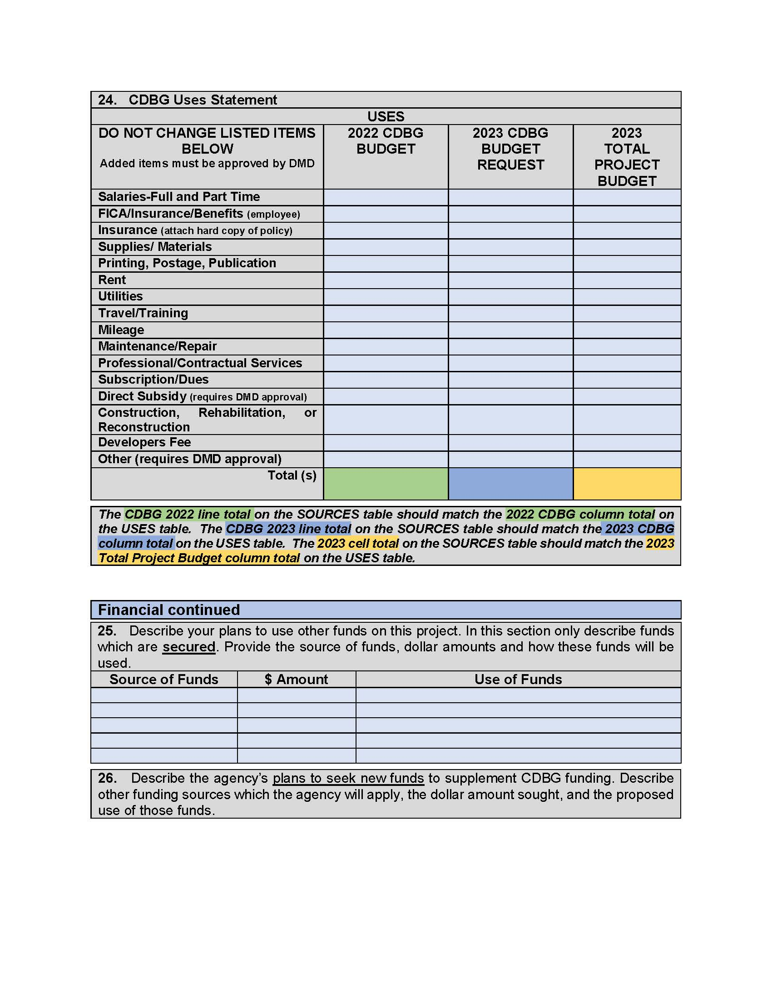 24. CDBG Uses Statement
USES
DO NOT CHANGE LISTED ITEMS
BELOW
Added items must be approved by DMD
2022 CDBG
BUDGET
2023 CDBG
BUDGET
REQUEST
2023
TOTAL
PROJECT
BUDGET
Salaries-Full and Part Time
FICA/Insurance/Benefits (employee)
Insurance (attach hard copy of policy)
Supplies/ Materials
Printing, Postage, Publication
Rent
Utilities
Travel/Training
Mileage
Maintenance/Repair
Professional/Contractual Services
Subscription/Dues
Direct Subsidy (requires DMD approval)
Construction, Rehabilitation, or
Reconstruction
Developers Fee
Other (requires DMD approval)
Total (s)
The CDBG 2022 line total on the SOURCES table should match the 2022 CDBG column total on
the USES table. The CDBG 2023 line total on the SOURCES table should match the 2023 CDBG
column total on the USES table. The 2023 cell total on the SOURCES table should match the 2023
Total Project Budget column total on the USES table.
Financial continued
25. Describe your plans to use other funds on this project. In this section only describe funds
which are secured. Provide the source of funds, dollar amounts and how these funds will be
used.
Source of Funds $ Amount Use of Funds
26. Describe the agency’s plans to seek new funds to supplement CDBG funding. Describe
other funding sources which the agency will apply, the dollar amount sought, and the proposed
use of those funds.